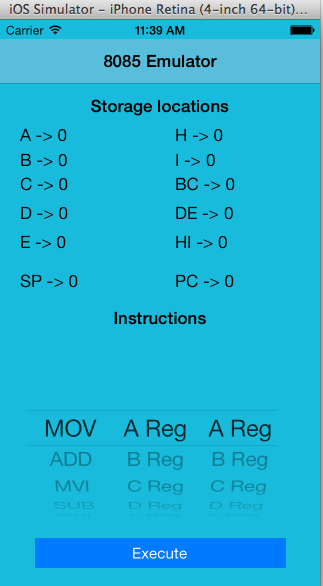 iOS Simulator - iPhone Retina (4-inch 64-bit)...
Carrier 11:39 AM
8085 Emulator
Storage locations
A -> 0 H -> 0
B -> 0 I -> 0
C -> 0 BC -> 0
D -> 0 DE -> 0
E -> 0 HI -> 0
SP -> 0 PC -> 0
Instructions
MOV A Reg A Reg
ADD B Reg B Reg
MVI C Reg C Reg
SUB D Reg D Reg
Execute